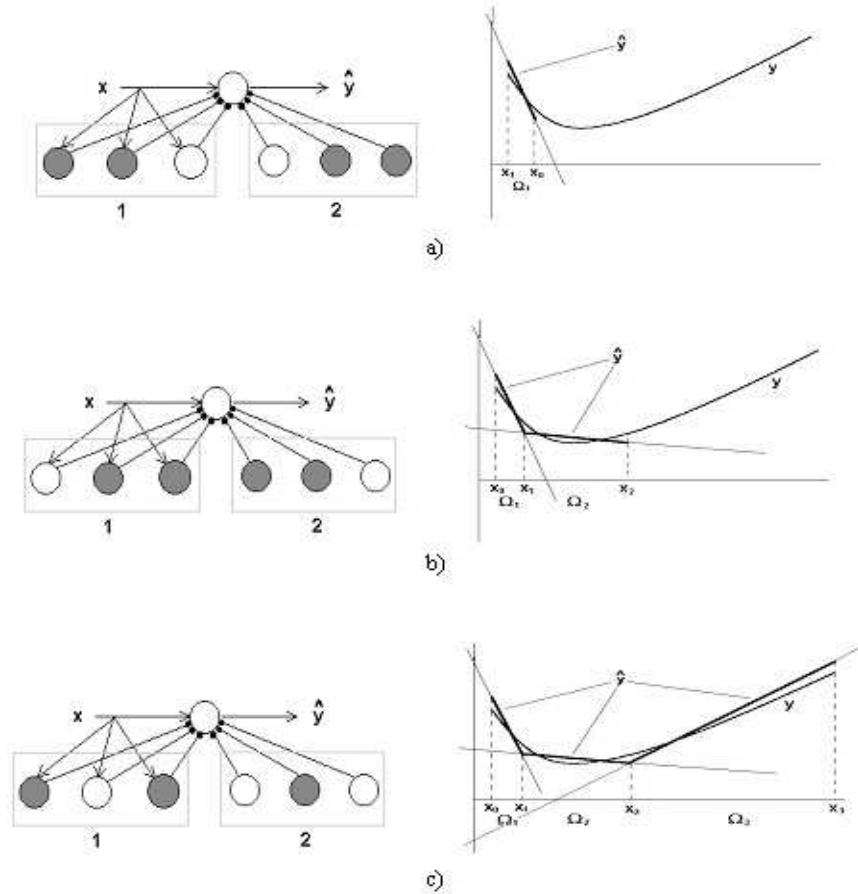 x ŷ
1 2
ŷ y
x₁ x₀
Ω₁
a)
x ŷ
1 2
ŷ y
x₀ x₁ x₂
Ω₁ Ω₂
b)
x ŷ
1 2
ŷ y
x₀ x₁ x₂ x₃
Ω₁ Ω₂ Ω₃
c)